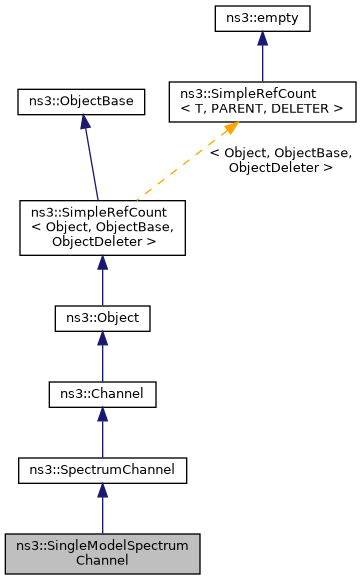 ns3::empty
ns3::SimpleRefCount
< T, PARENT, DELETER >
ns3::ObjectBase
< Object, ObjectBase,
ObjectDeleter >
ns3::SimpleRefCount
< Object, ObjectBase,
ObjectDeleter >
ns3::Object
ns3::Channel
ns3::SpectrumChannel
ns3::SingleModelSpectrum
Channel